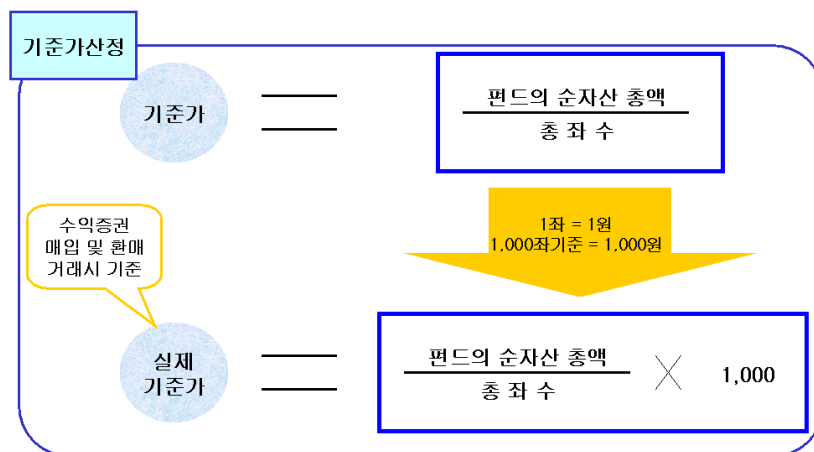 기준가산정
기준가
펀드의 순자산 총액
총 좌 수
1좌 = 1원
1,000좌기준 = 1,000원
수익증권
매입 및 환매
거래시 기준
실제
기준가
펀드의 순자산 총액
총 좌 수
1,000